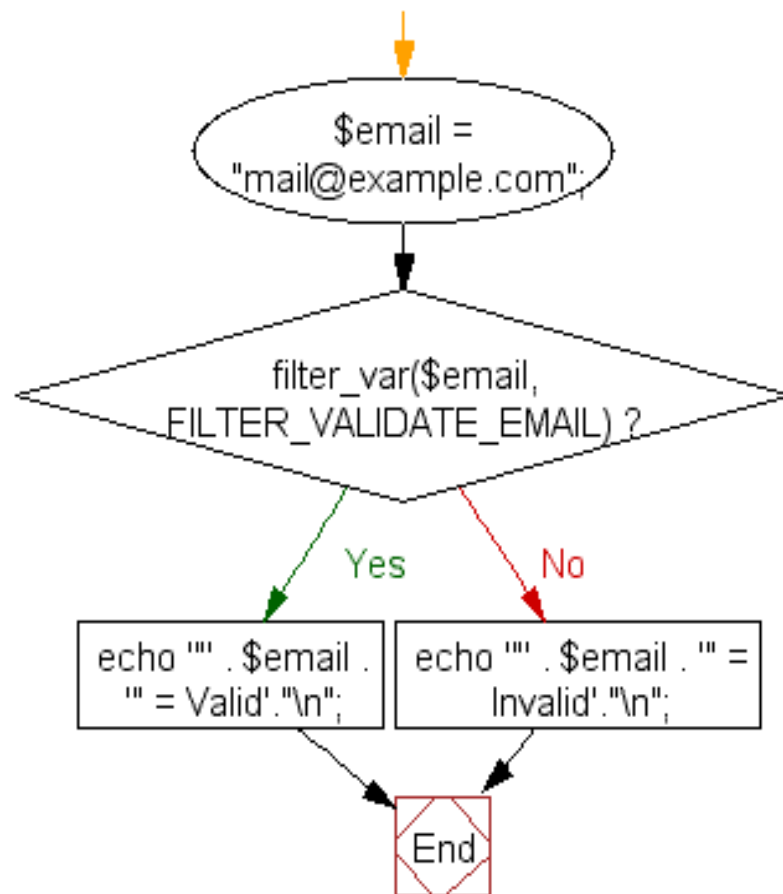 $email =
"mail@example.com";
filter_var($email,
FILTER_VALIDATE_EMAIL) ?
Yes
No
echo '"' . $email .
'" = Valid'."\n";
echo '"' . $email . '" =
Invalid'."\n";
End